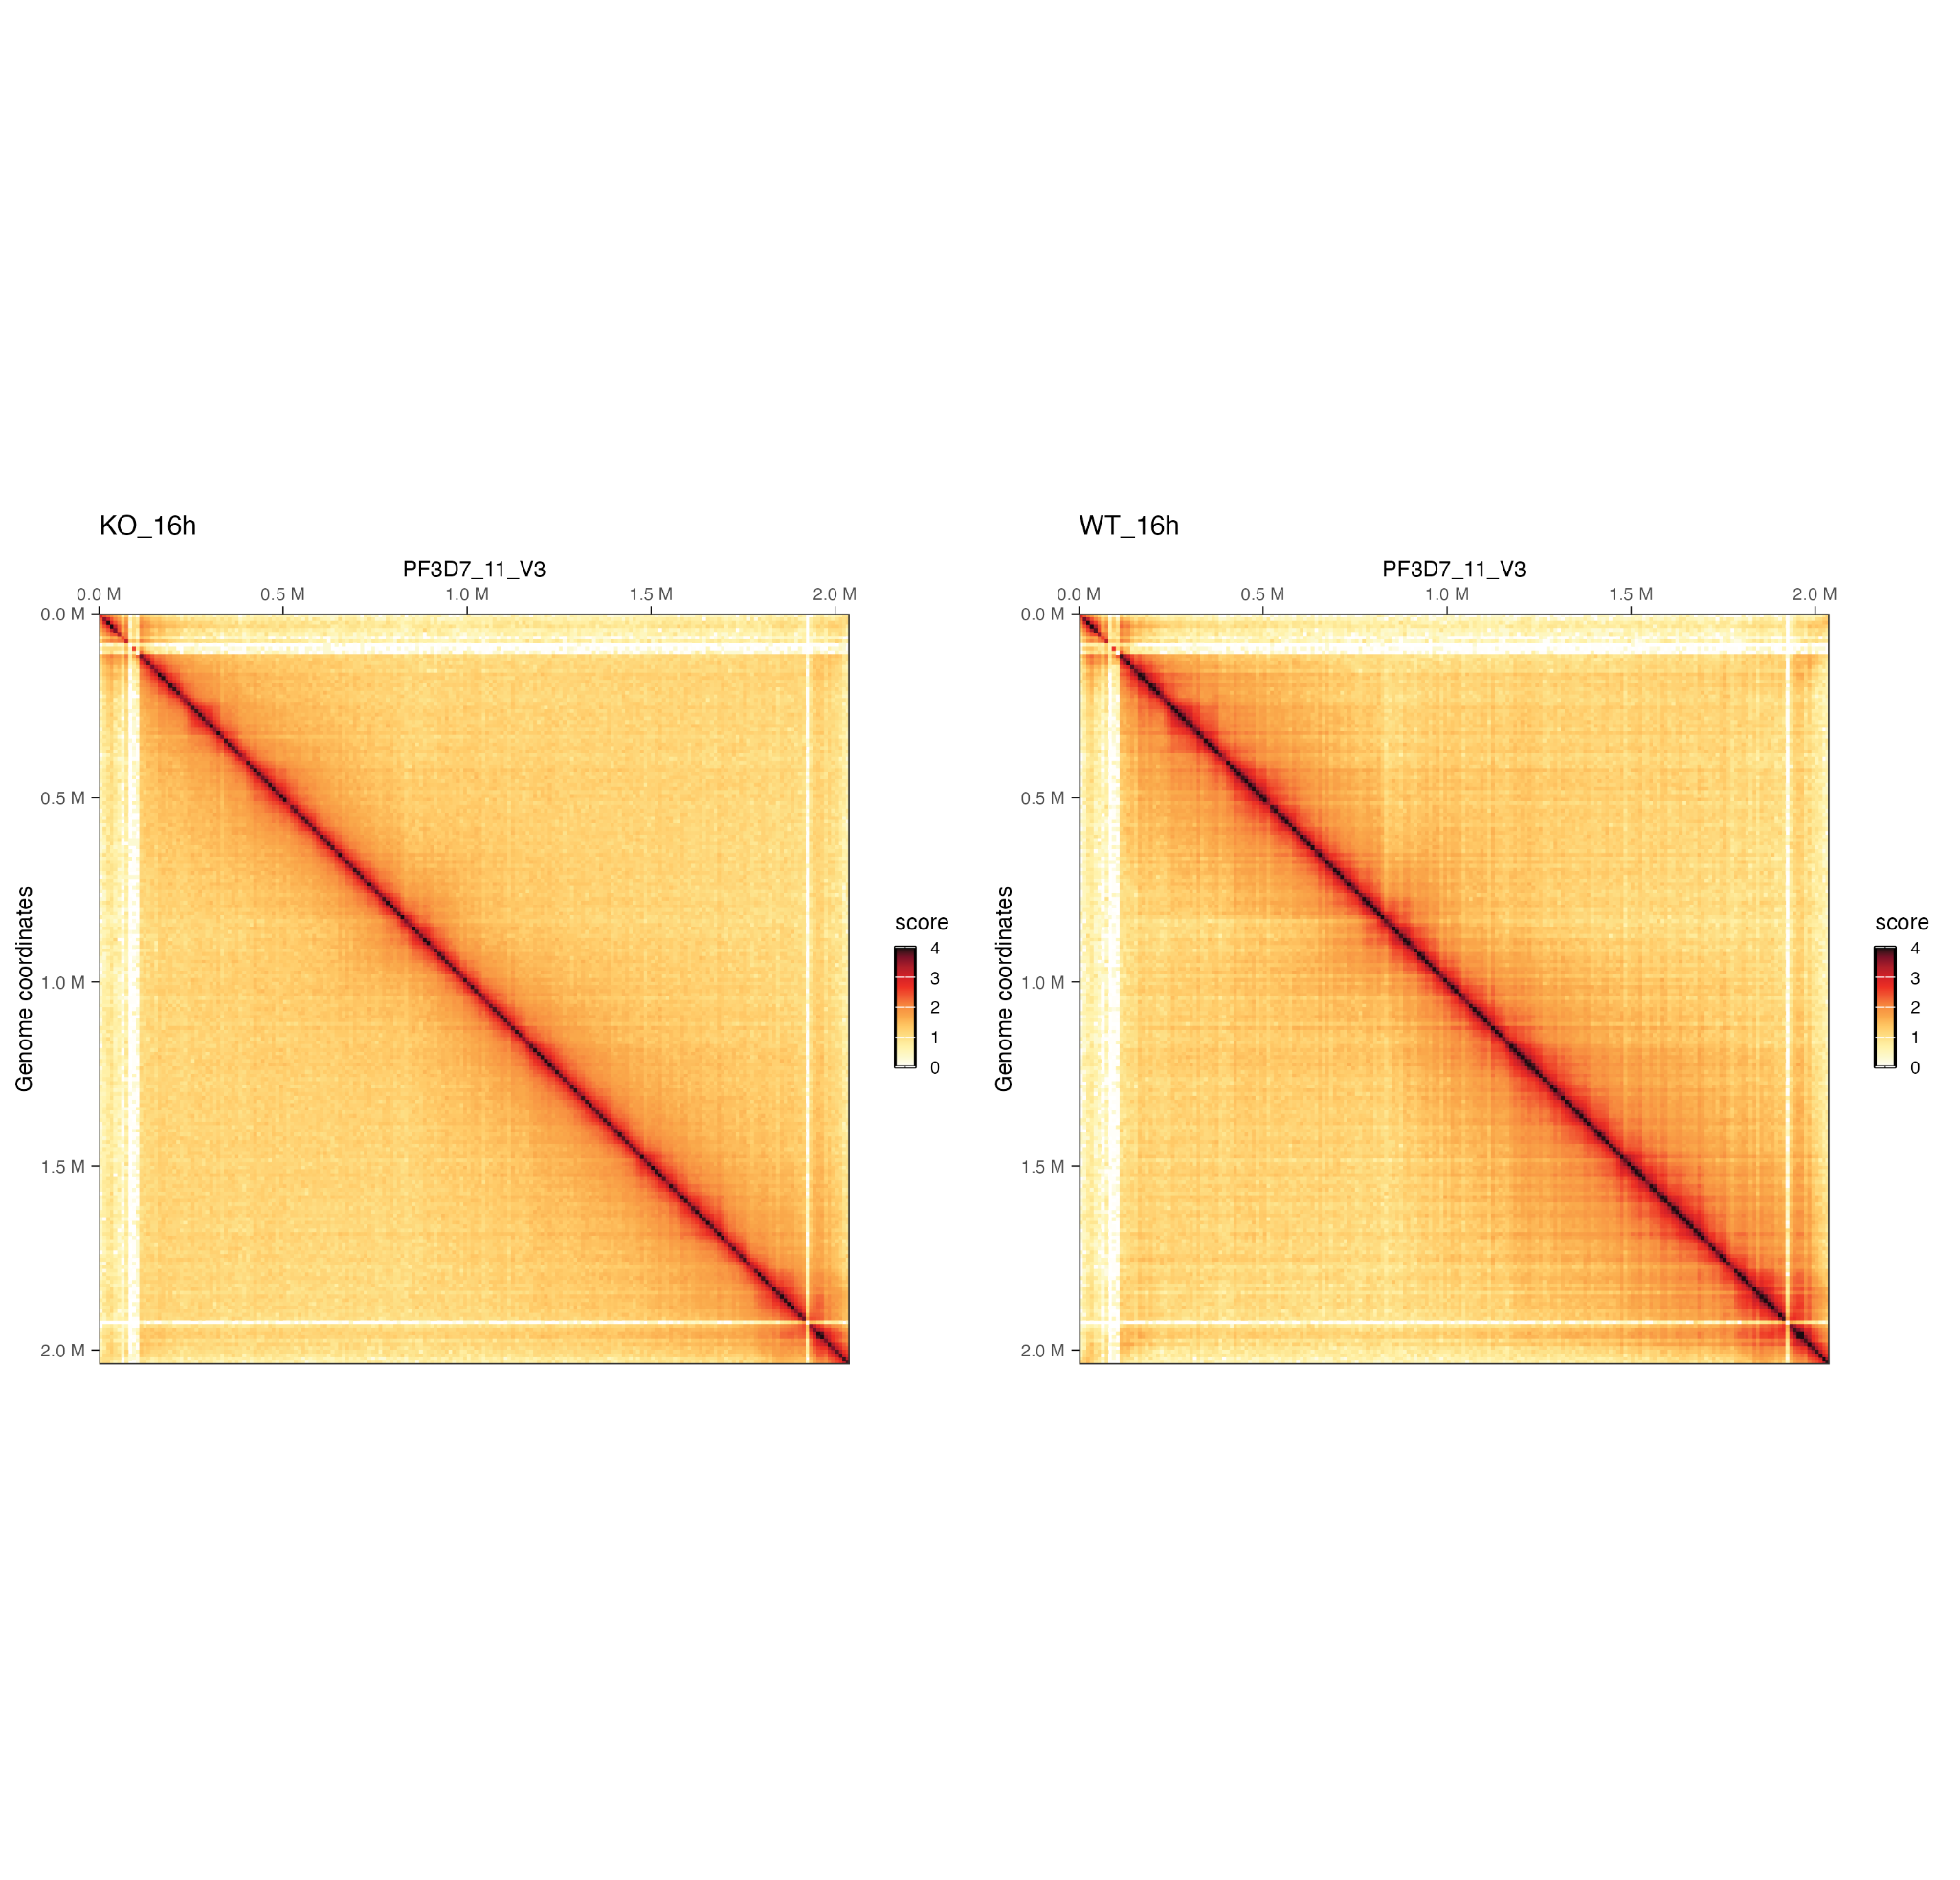 KO_16h
PF3D7_11_V3
0.0 M 0.5 M 1.0 M 1.5 M 2.0 M
0.0 M
0.5 M
1.0 M
1.5 M
2.0 M
Genome coordinates
score
4
3
2
1
0
WT_16h
PF3D7_11_V3
0.0 M 0.5 M 1.0 M 1.5 M 2.0 M
0.0 M
0.5 M
1.0 M
1.5 M
2.0 M
Genome coordinates
score
4
3
2
1
0